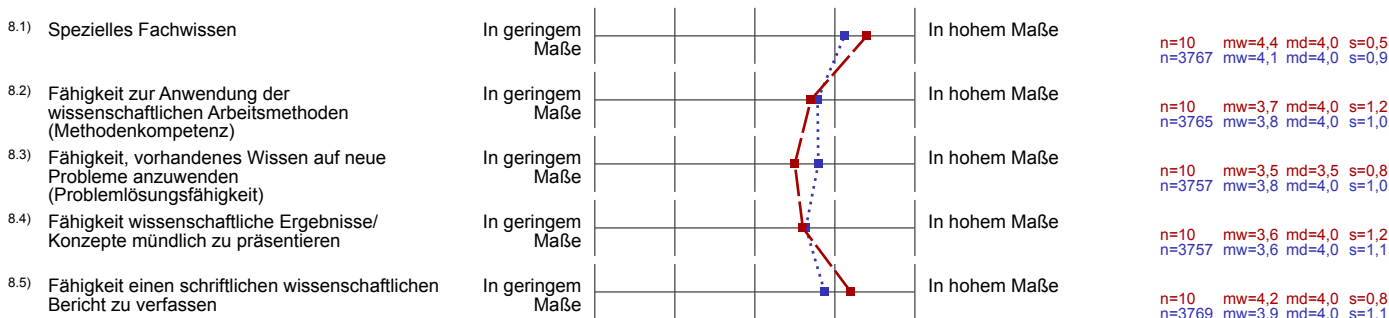 8.1) Spezielles Fachwissen
In geringem
Maße
In hohem Maße
n=10 mw=4,4 md=4,0 s=0,5
n=3767 mw=4,1 md=4,0 s=0,9
8.2) Fähigkeit zur Anwendung der
wissenschaftlichen Arbeitsmethoden
(Methodenkompetenz)
In geringem
Maße
In hohem Maße
n=10 mw=3,7 md=4,0 s=1,2
n=3765 mw=3,8 md=4,0 s=1,0
8.3) Fähigkeit, vorhandenes Wissen auf neue
Probleme anzuwenden
(Problemlösungsfähigkeit)
In geringem
Maße
In hohem Maße
n=10 mw=3,5 md=3,5 s=0,8
n=3757 mw=3,8 md=4,0 s=1,0
8.4) Fähigkeit wissenschaftliche Ergebnisse/
Konzepte mündlich zu präsentieren
In geringem
Maße
In hohem Maße
n=10 mw=3,6 md=4,0 s=1,2
n=3757 mw=3,6 md=4,0 s=1,1
8.5) Fähigkeit einen schriftlichen wissenschaftlichen
Bericht zu verfassen
In geringem
Maße
In hohem Maße
n=10 mw=4,2 md=4,0 s=0,8
n=3769 mw=3,9 md=4,0 s=1,1